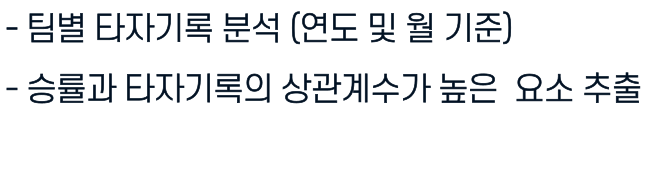 - 팀별 타자기록 분석 (연도 및 월 기준)
- 승률과 타자기록의 상관계수가 높은 요소 추출